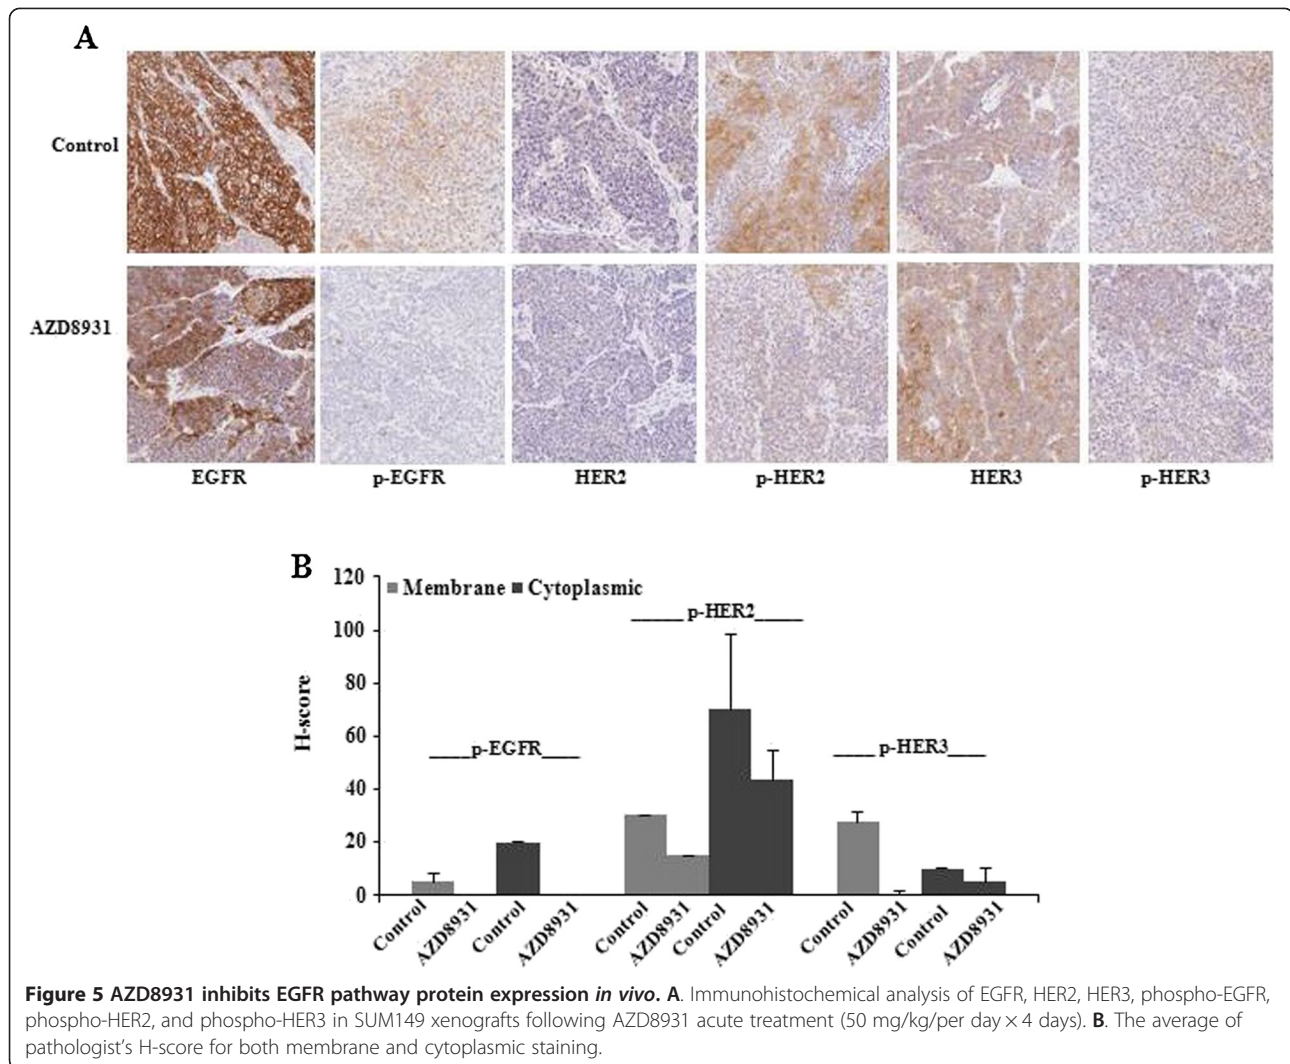 A
Control
AZD8931
EGFR p-EGFR HER2 p-HER2 HER3 p-HER3
B
120
100
80
60
40
20
0
H-score
Membrane Cytoplasmic
p-EGFR
p-HER2
p-HER3
Control AZD8931 Control AZD8931 Control AZD8931 Control AZD8931 Control AZD8931 Control AZD8931
Figure 5 AZD8931 inhibits EGFR pathway protein expression in vivo. A. Immunohistochemical analysis of EGFR, HER2, HER3, phospho-EGFR,
phospho-HER2, and phospho-HER3 in SUM149 xenografts following AZD8931 acute treatment (50 mg/kg/per day × 4 days). B. The average of
pathologist's H-score for both membrane and cytoplasmic staining.